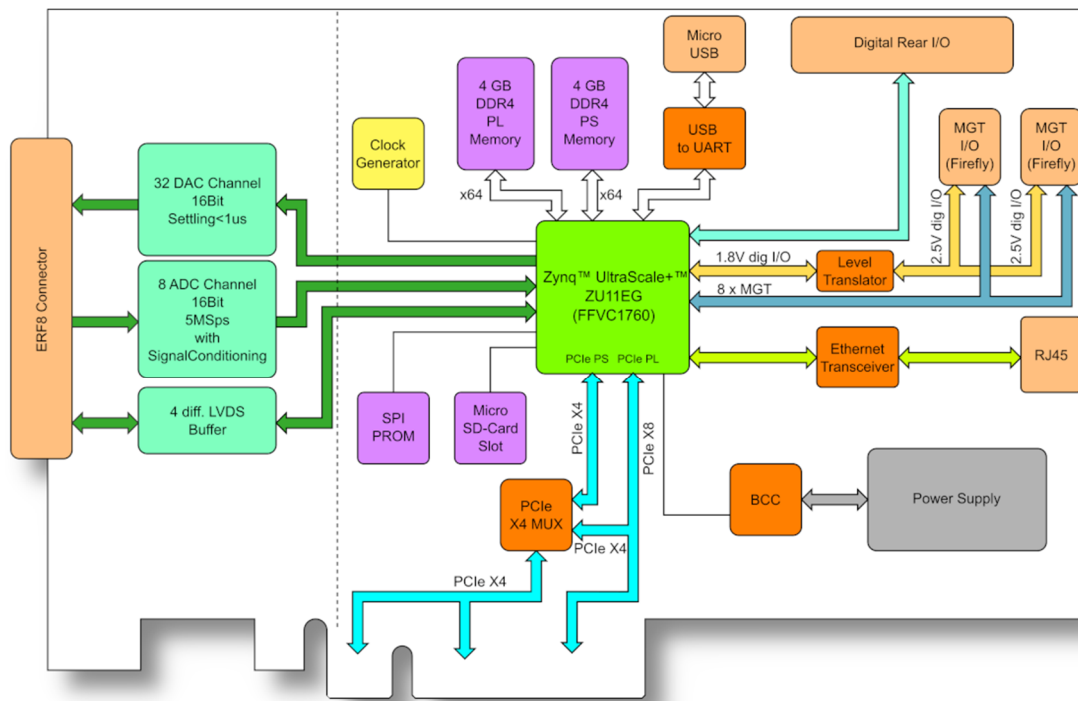 Micro
USB
Digital Rear I/O
4 GB
DDR4
PL
Memory
4 GB
DDR4
PS
Memory
USB
to UART
MGT
I/O
(Firefly)
MGT
I/O
(Firefly)
Clock
Generator
x64
x64
ERF8 Connector
32 DAC Channel
16Bit
Settling<1us
8 ADC Channel
16Bit
5MSps
with
SignalConditioning
4 diff. LVDS
Buffer
Zynq™ UltraScale+™
ZU11EG
(FFVC1760)
PCIe PS
PCIe PL
1.8V dig I/O
Level
Translator
2.5V dig I/O
2.5V dig I/O
8 x MGT
Ethernet
Transceiver
RJ45
SPI
PROM
Micro
SD-Card
Slot
PCIe X4
PCIe X8
PCIe
X4 MUX
PCIe X4
PCIe X4
BCC
Power Supply